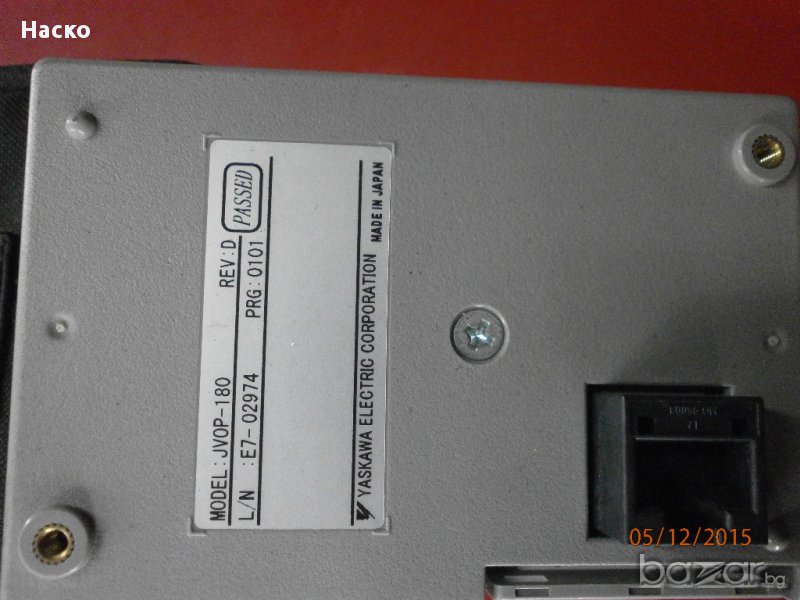 Наско
MODEL : JVOP-180 REV : D
L/N : E7-02974 PRG : 0101
PASSED
YASKAWA ELECTRIC CORPORATION MADE IN JAPAN
05/12/2015
bazar.bg